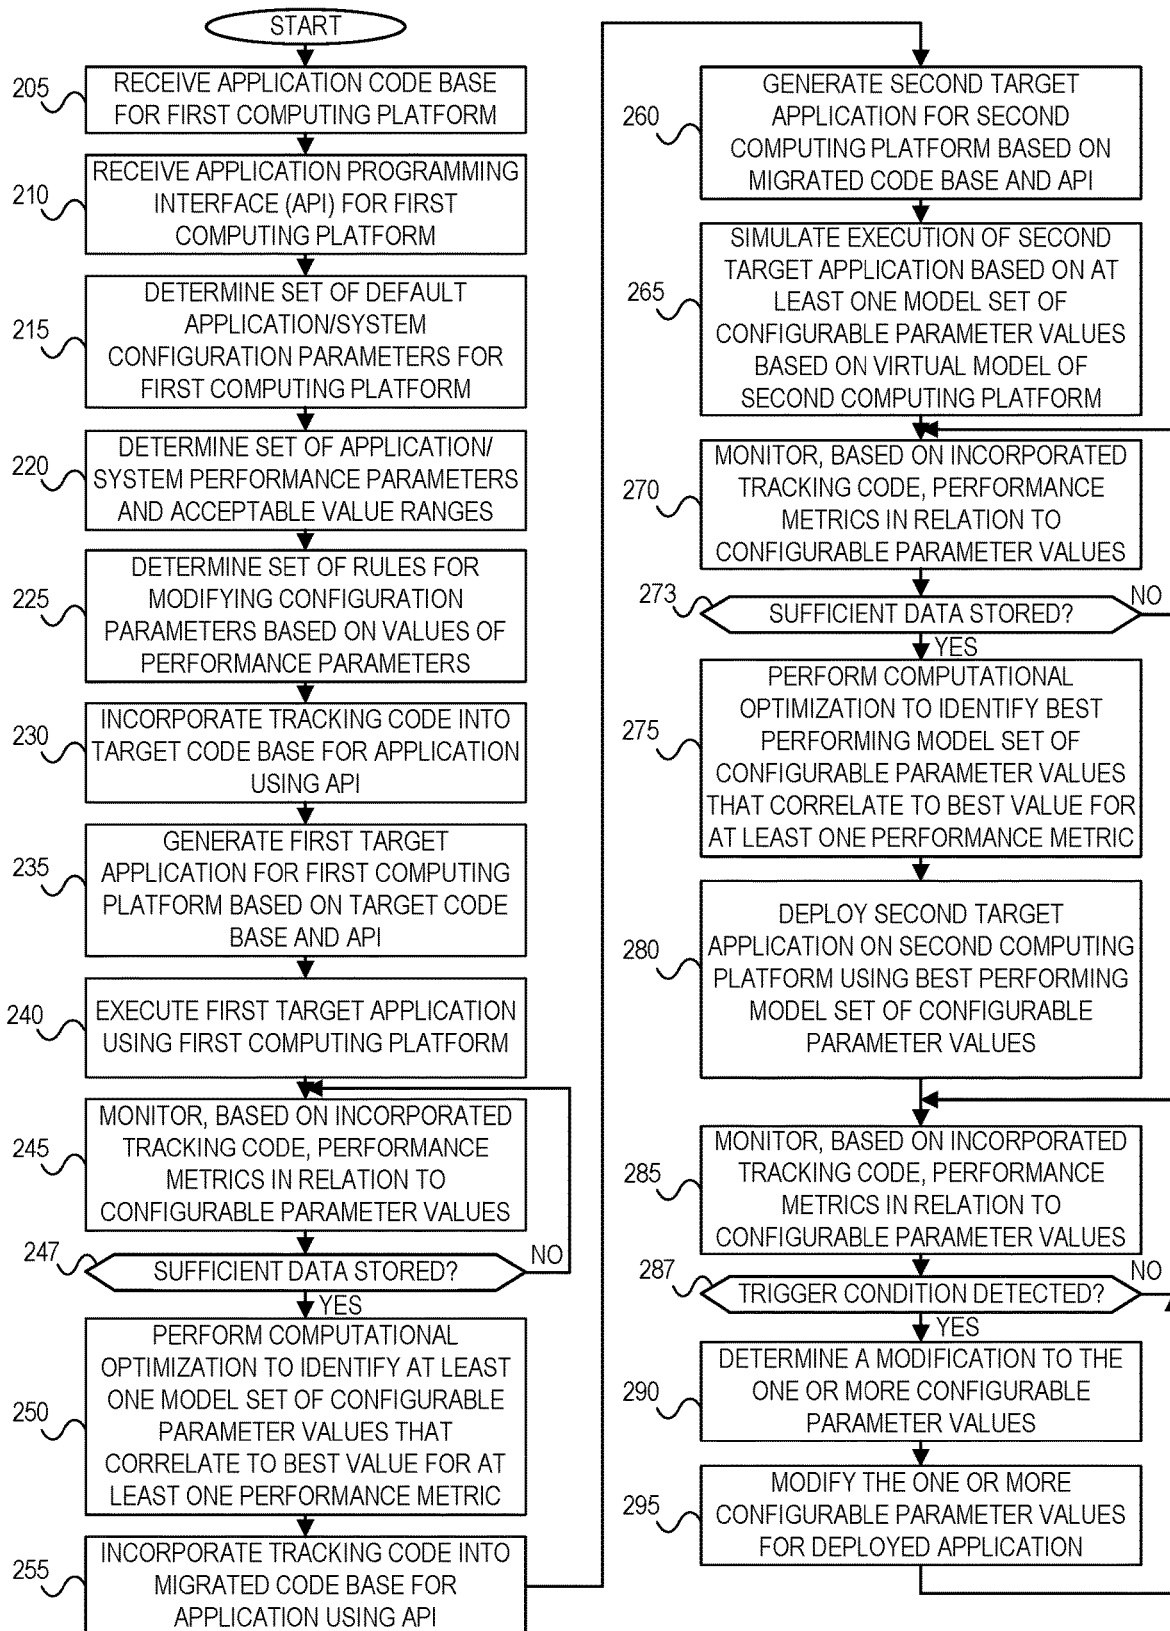 START
205
RECEIVE APPLICATION CODE BASE
FOR FIRST COMPUTING PLATFORM
210
RECEIVE APPLICATION PROGRAMMING
INTERFACE (API) FOR FIRST
COMPUTING PLATFORM
215
DETERMINE SET OF DEFAULT
APPLICATION/SYSTEM
CONFIGURATION PARAMETERS FOR
FIRST COMPUTING PLATFORM
220
DETERMINE SET OF APPLICATION/
SYSTEM PERFORMANCE PARAMETERS
AND ACCEPTABLE VALUE RANGES
225
DETERMINE SET OF RULES FOR
MODIFYING CONFIGURATION
PARAMETERS BASED ON VALUES OF
PERFORMANCE PARAMETERS
230
INCORPORATE TRACKING CODE INTO
TARGET CODE BASE FOR APPLICATION
USING API
235
GENERATE FIRST TARGET
APPLICATION FOR FIRST COMPUTING
PLATFORM BASED ON TARGET CODE
BASE AND API
240
EXECUTE FIRST TARGET APPLICATION
USING FIRST COMPUTING PLATFORM
245
MONITOR, BASED ON INCORPORATED
TRACKING CODE, PERFORMANCE
METRICS IN RELATION TO
CONFIGURABLE PARAMETER VALUES
247
SUFFICIENT DATA STORED?
NO
YES
250
PERFORM COMPUTATIONAL
OPTIMIZATION TO IDENTIFY AT LEAST
ONE MODEL SET OF CONFIGURABLE
PARAMETER VALUES THAT
CORRELATE TO BEST VALUE FOR AT
LEAST ONE PERFORMANCE METRIC
255
INCORPORATE TRACKING CODE INTO
MIGRATED CODE BASE FOR
APPLICATION USING API
260
GENERATE SECOND TARGET
APPLICATION FOR SECOND
COMPUTING PLATFORM BASED ON
MIGRATED CODE BASE AND API
265
SIMULATE EXECUTION OF SECOND
TARGET APPLICATION BASED ON AT
LEAST ONE MODEL SET OF
CONFIGURABLE PARAMETER VALUES
BASED ON VIRTUAL MODEL OF
SECOND COMPUTING PLATFORM
270
MONITOR, BASED ON INCORPORATED
TRACKING CODE, PERFORMANCE
METRICS IN RELATION TO
CONFIGURABLE PARAMETER VALUES
273
SUFFICIENT DATA STORED?
NO
YES
275
PERFORM COMPUTATIONAL
OPTIMIZATION TO IDENTIFY BEST
PERFORMING MODEL SET OF
CONFIGURABLE PARAMETER VALUES
THAT CORRELATE TO BEST VALUE FOR
AT LEAST ONE PERFORMANCE METRIC
280
DEPLOY SECOND TARGET
APPLICATION ON SECOND COMPUTING
PLATFORM USING BEST PERFORMING
MODEL SET OF CONFIGURABLE
PARAMETER VALUES
285
MONITOR, BASED ON INCORPORATED
TRACKING CODE, PERFORMANCE
METRICS IN RELATION TO
CONFIGURABLE PARAMETER VALUES
287
TRIGGER CONDITION DETECTED?
NO
YES
290
DETERMINE A MODIFICATION TO THE
ONE OR MORE CONFIGURABLE
PARAMETER VALUES
295
MODIFY THE ONE OR MORE
CONFIGURABLE PARAMETER VALUES
FOR DEPLOYED APPLICATION